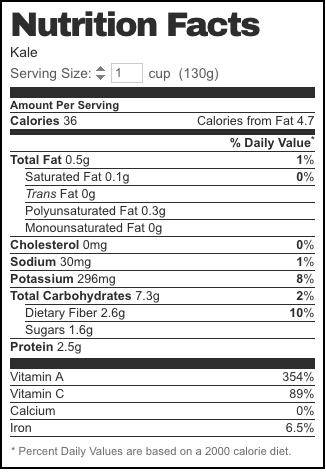 Nutrition Facts
Kale
Serving Size: 1 cup (130g)
Amount Per Serving
Calories 36 Calories from Fat 4.7
% Daily Value*
Total Fat 0.5g 1%
Saturated Fat 0.1g 0%
Trans Fat 0g
Polyunsaturated Fat 0.3g
Monounsaturated Fat 0g
Cholesterol 0mg 0%
Sodium 30mg 1%
Potassium 296mg 8%
Total Carbohydrates 7.3g 2%
Dietary Fiber 2.6g 10%
Sugars 1.6g
Protein 2.5g
Vitamin A 354%
Vitamin C 89%
Calcium 0%
Iron 6.5%
* Percent Daily Values are based on a 2000 calorie diet.